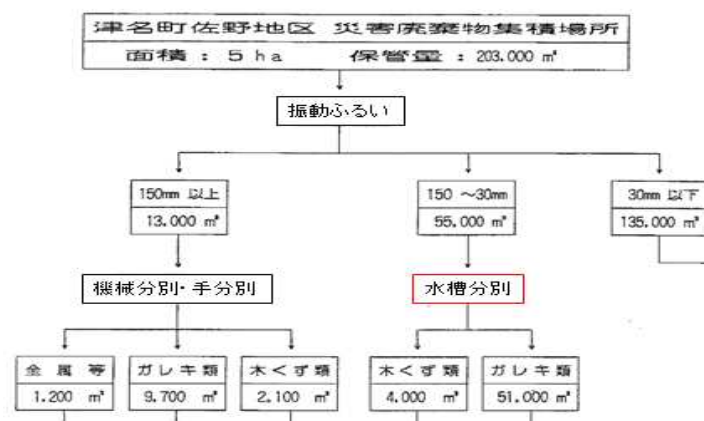 津名町佐野地区 災害廃棄物集積場所
面積：5ha 保管量：203.000 m³
振動ふるい
150mm 以上
13.000 m³
150 ～30mm
55.000 m³
30mm 以下
135.000 m³
機械分別・手分別
水槽分別
金属等
1.200 m³
ガレキ類
9.700 m³
木くず類
2.100 m³
木くず類
4.000 m³
ガレキ類
51.000 m³